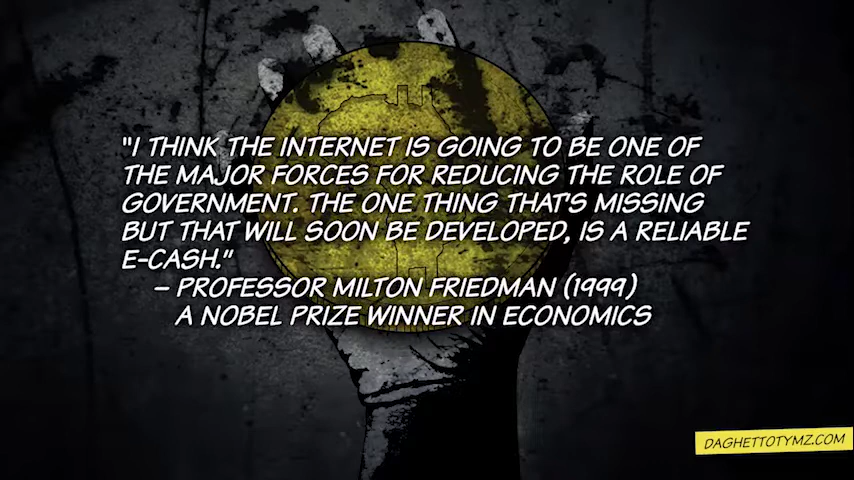 "I THINK THE INTERNET IS GOING TO BE ONE OF
THE MAJOR FORCES FOR REDUCING THE ROLE OF
GOVERNMENT. THE ONE THING THAT'S MISSING
BUT THAT WILL SOON BE DEVELOPED, IS A RELIABLE
E-CASH."
– PROFESSOR MILTON FRIEDMAN (1999)
A NOBEL PRIZE WINNER IN ECONOMICS
DAGHETTOTYMZ.COM